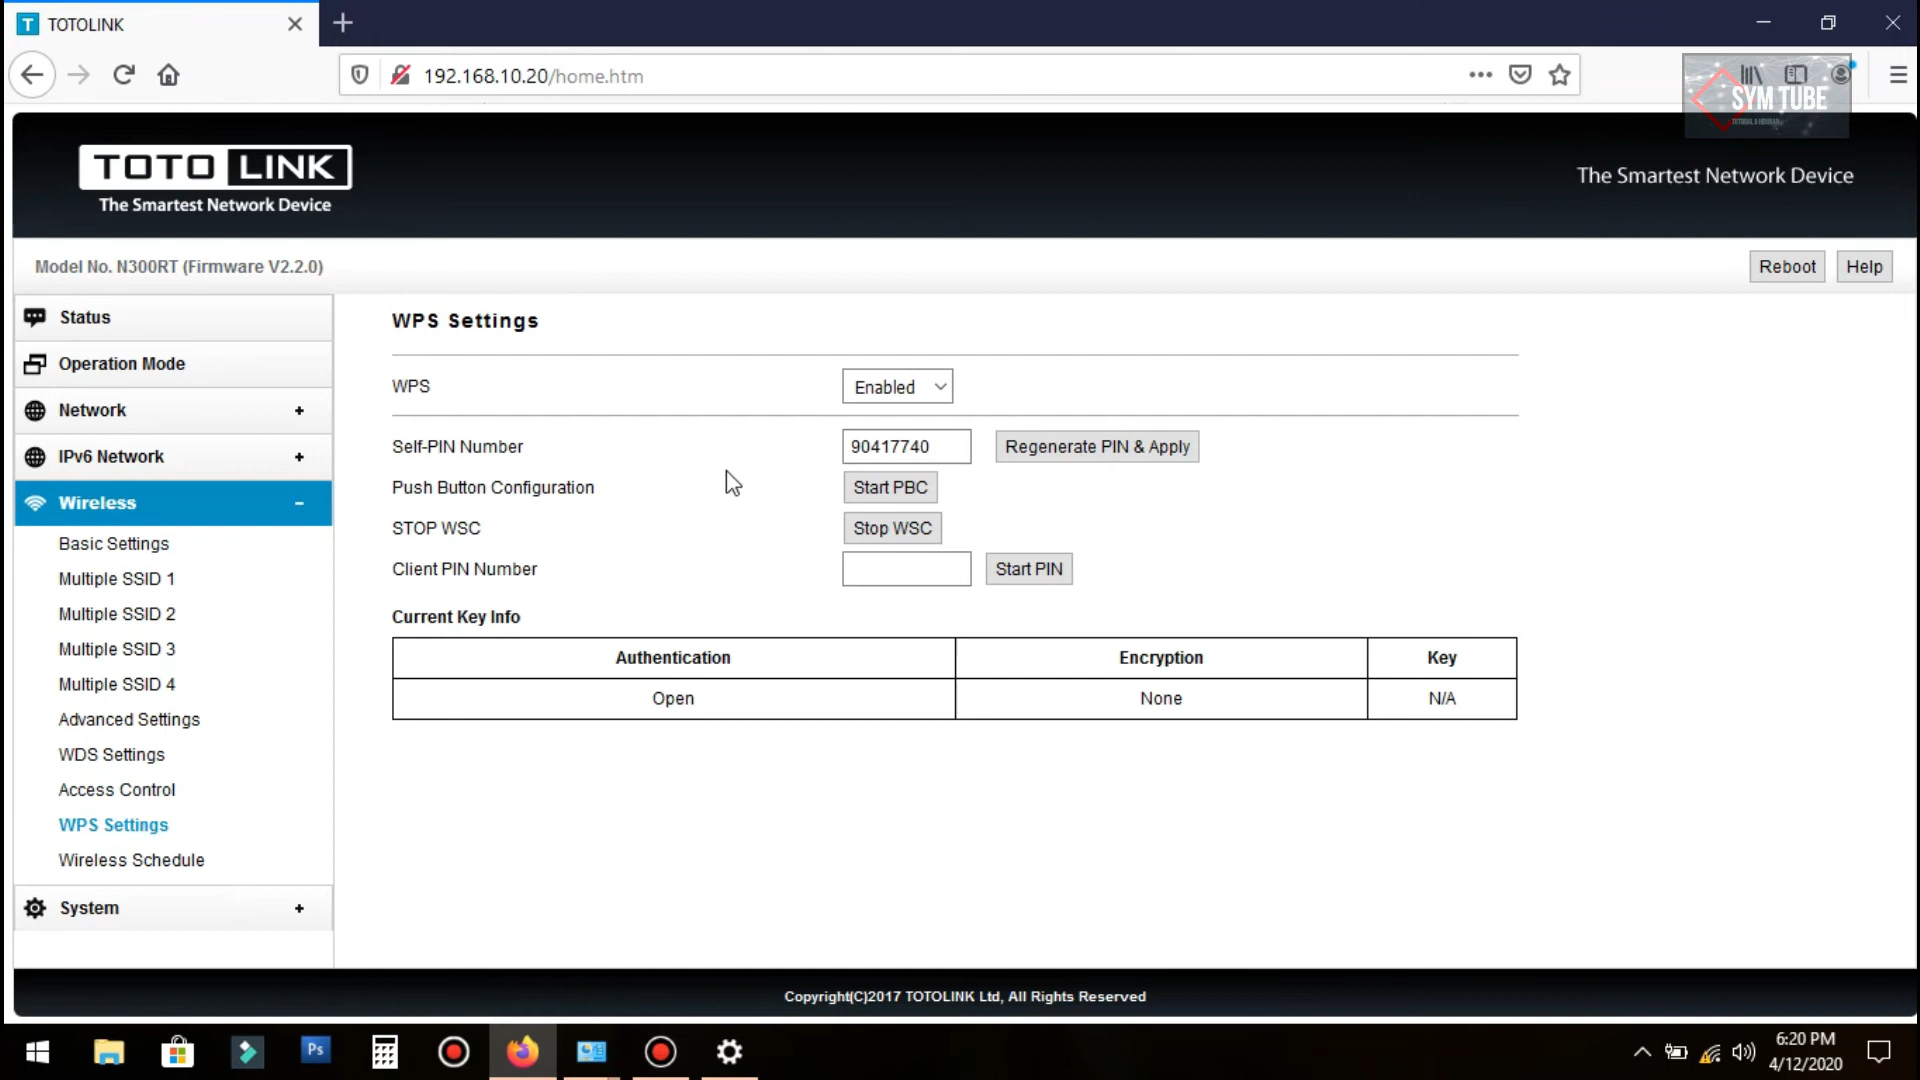 TOTOLINK
192.168.10.20/home.htm
SYM TUBE
TOTO LINK
The Smartest Network Device
The Smartest Network Device
Model No. N300RT (Firmware V2.2.0)
Reboot
Help
Status
Operation Mode
Network +
IPv6 Network +
Wireless -
Basic Settings
Multiple SSID 1
Multiple SSID 2
Multiple SSID 3
Multiple SSID 4
Advanced Settings
WDS Settings
Access Control
WPS Settings
Wireless Schedule
System +
WPS Settings
WPS Enabled
Self-PIN Number 90417740 Regenerate PIN & Apply
Push Button Configuration Start PBC
STOP WSC Stop WSC
Client PIN Number Start PIN
Current Key Info
Authentication Encryption Key
Open None N/A
Copyright(C)2017 TOTOLINK Ltd, All Rights Reserved
Ps
6:20 PM
4/12/2020